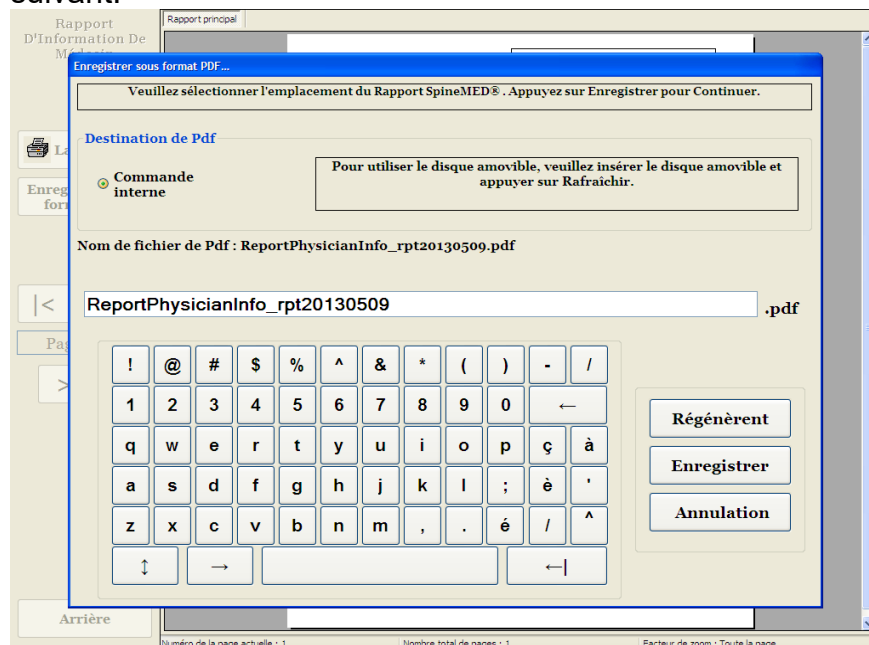 suivant.
Rapport
D'Information De
Rapport principal
Enregistrer sous format PDF...
Veuillez sélectionner l'emplacement du Rapport SpineMED® . Appuyez sur Enregistrer pour Continuer.
Destination de Pdf
Commande
interne
Pour utiliser le disque amovible, veuillez insérer le disque amovible et
appuyer sur Rafraîchir.
Nom de fichier de Pdf : ReportPhysicianInfo_rpt20130509.pdf
ReportPhysicianInfo_rpt20130509 .pdf
|<
>
! @ # $ % ^ & * ( ) - /
1 2 3 4 5 6 7 8 9 0 ←
q w e r t y u i o p ç à
a s d f g h j k l ; è '
z x c v b n m , . é / ^
↕ → ←|
Régénèrent
Enregistrer
Annulation
Arrière
Numéro de la page actuelle : 1 Nombre total de pages : 1 Facteur de zoom : Toute la page